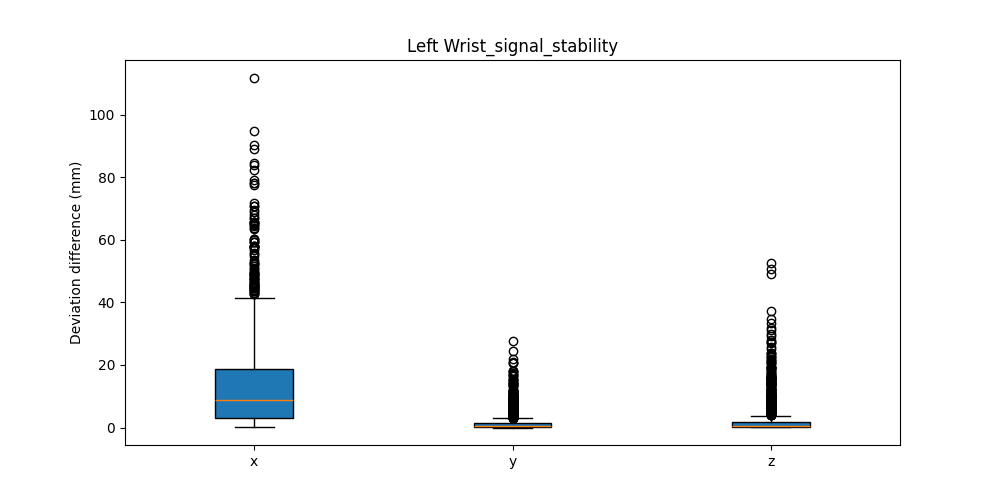 Left Wrist_signal_stability
Deviation difference (mm)
100
80
60
40
20
0
x y z